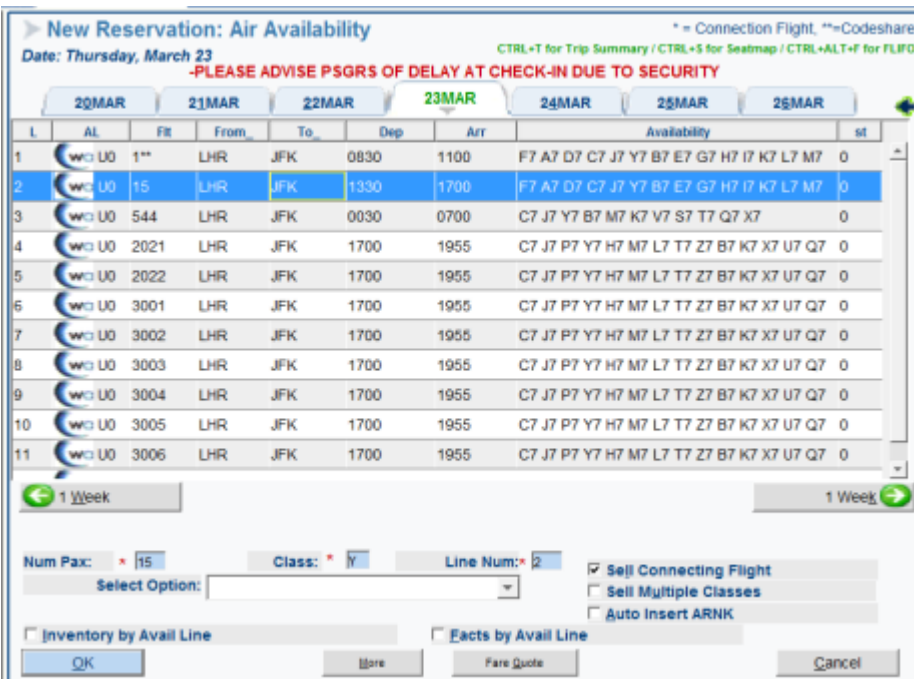 New Reservation: Air Availability
* = Connection Flight, **=Codeshare
Date: Thursday, March 23
CTRL+T for Trip Summary / CTRL+S for Seatmap / CTRL+ALT+F for FLIFO
-PLEASE ADVISE PSGRS OF DELAY AT CHECK-IN DUE TO SECURITY
20MAR 21MAR 22MAR 23MAR 24MAR 25MAR 26MAR
L AL Flt From_ To_ Dep Arr Availability st
1 wa U0 1** LHR JFK 0830 1100 F7 A7 D7 C7 J7 Y7 B7 E7 G7 H7 I7 K7 L7 M7 0
2 wa U0 15 LHR JFK 1330 1700 F7 A7 D7 C7 J7 Y7 B7 E7 G7 H7 I7 K7 L7 M7 0
3 wa U0 544 LHR JFK 0030 0700 C7 J7 Y7 B7 M7 K7 V7 S7 T7 Q7 X7 0
4 wa U0 2021 LHR JFK 1700 1955 C7 J7 P7 Y7 H7 M7 L7 T7 Z7 B7 K7 X7 U7 Q7 0
5 wa U0 2022 LHR JFK 1700 1955 C7 J7 P7 Y7 H7 M7 L7 T7 Z7 B7 K7 X7 U7 Q7 0
6 wa U0 3001 LHR JFK 1700 1955 C7 J7 P7 Y7 H7 M7 L7 T7 Z7 B7 K7 X7 U7 Q7 0
7 wa U0 3002 LHR JFK 1700 1955 C7 J7 P7 Y7 H7 M7 L7 T7 Z7 B7 K7 X7 U7 Q7 0
8 wa U0 3003 LHR JFK 1700 1955 C7 J7 P7 Y7 H7 M7 L7 T7 Z7 B7 K7 X7 U7 Q7 0
9 wa U0 3004 LHR JFK 1700 1955 C7 J7 P7 Y7 H7 M7 L7 T7 Z7 B7 K7 X7 U7 Q7 0
10 wa U0 3005 LHR JFK 1700 1955 C7 J7 P7 Y7 H7 M7 L7 T7 Z7 B7 K7 X7 U7 Q7 0
11 wa U0 3006 LHR JFK 1700 1955 C7 J7 P7 Y7 H7 M7 L7 T7 Z7 B7 K7 X7 U7 Q7 0
1 Week 1 Week
Num Pax: * 15 Class: * Y Line Num:* 2
Sell Connecting Flight
Select Option:
Sell Multiple Classes
Auto Insert ARNK
Inventory by Avail Line Facts by Avail Line
OK More Fare Quote Cancel